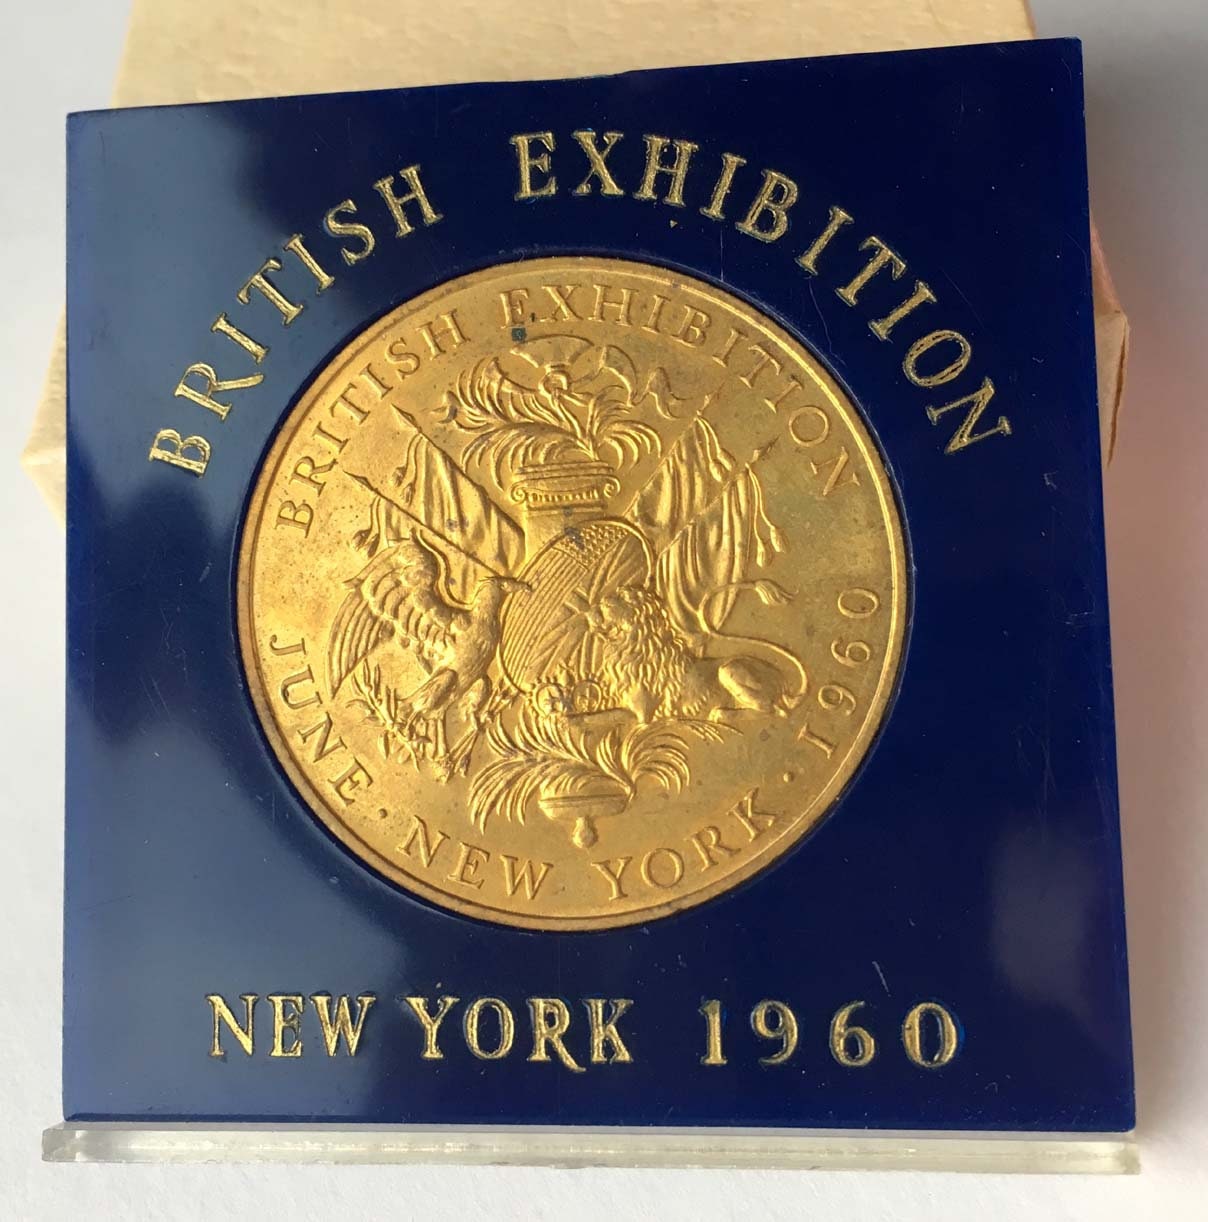 BRITISH EXHIBITION
BRITISH EXHIBITION
JUNE · NEW YORK · 1960
NEW YORK 1960